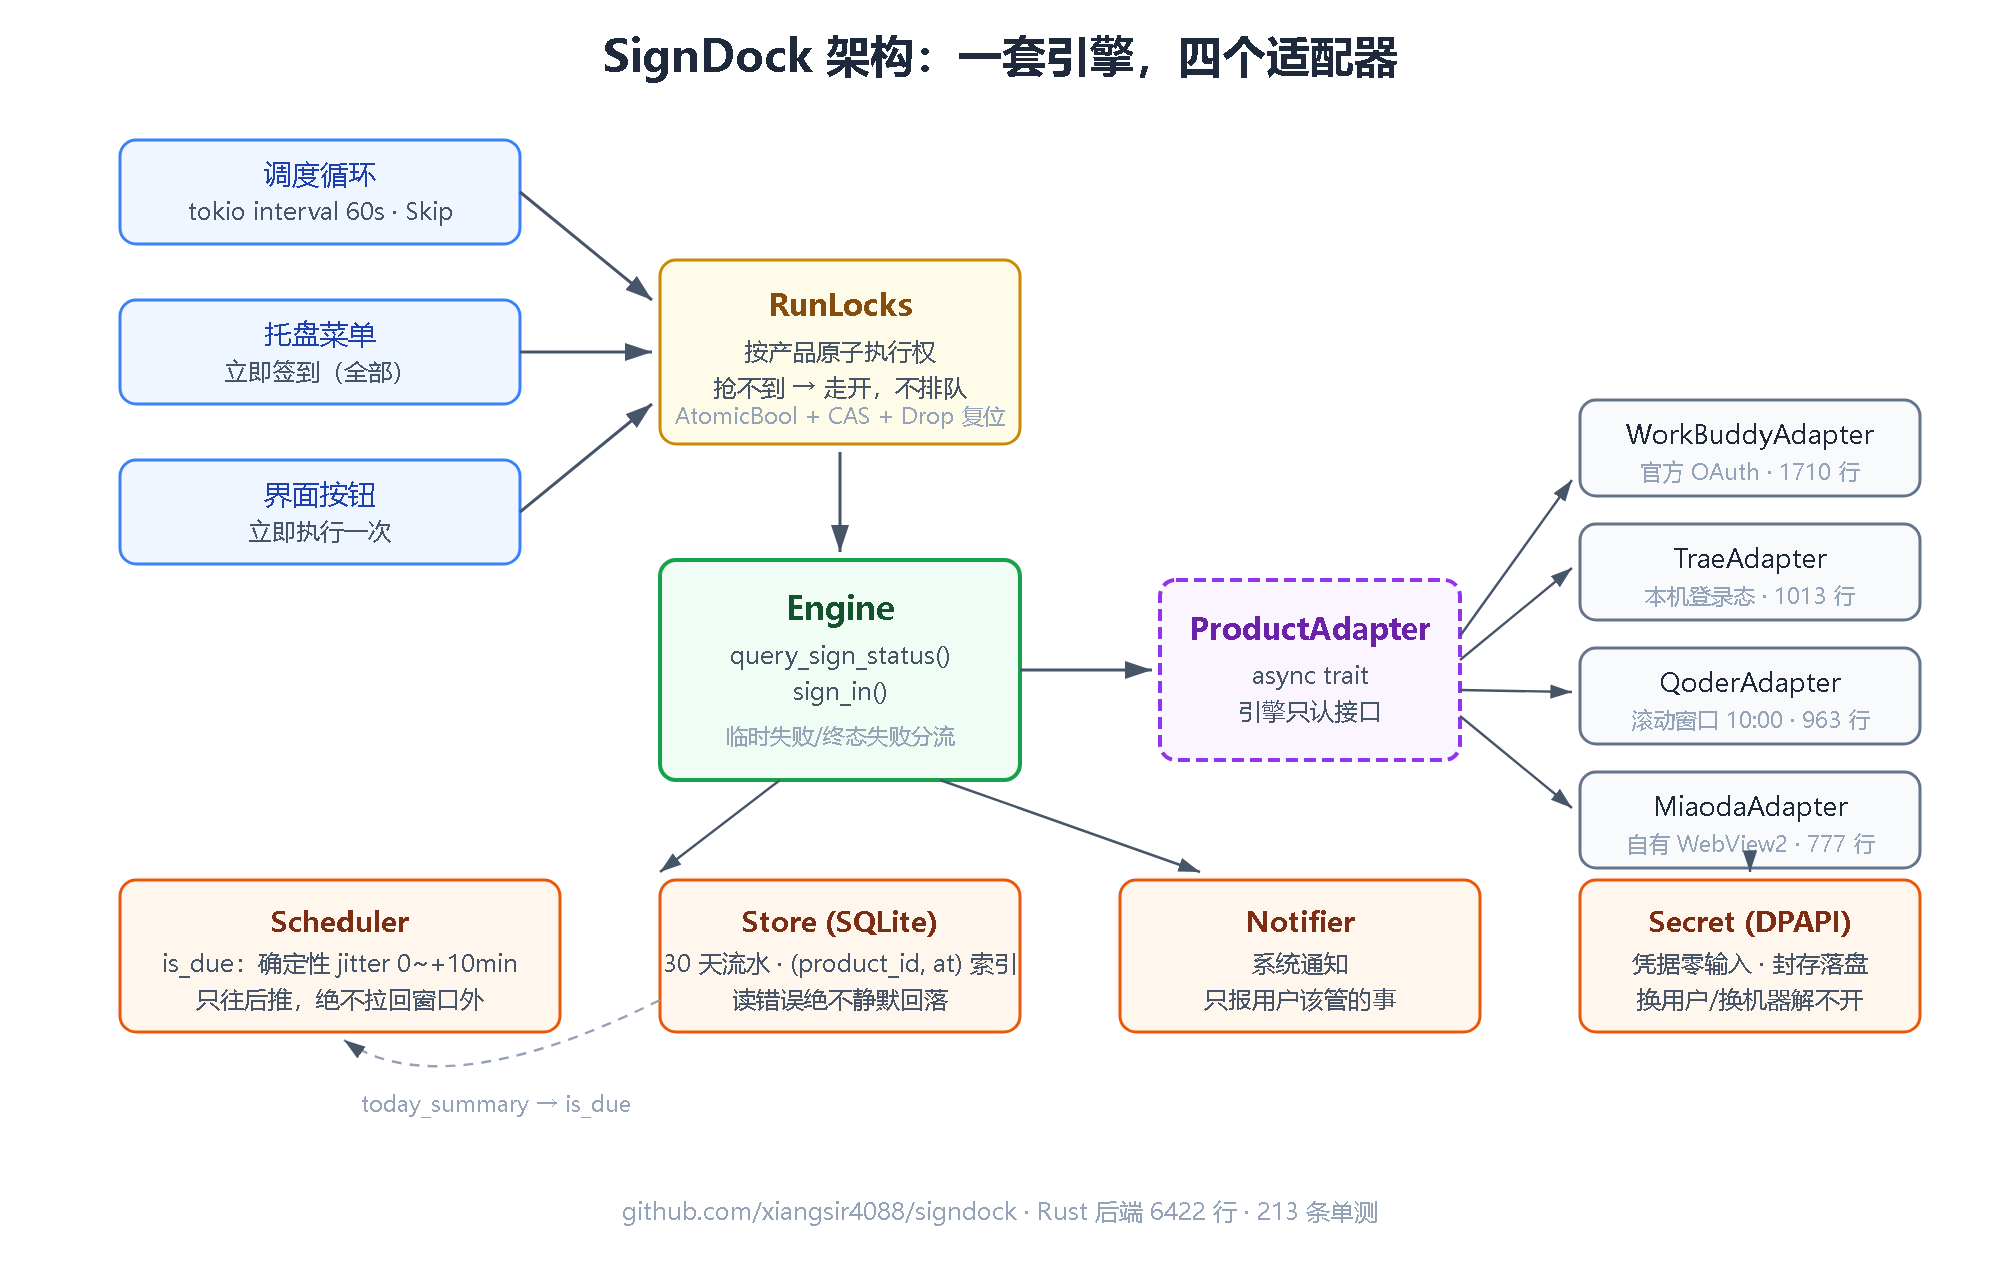 SignDock 架构：一套引擎，四个适配器
调度循环
tokio interval 60s · Skip
托盘菜单
立即签到（全部）
界面按钮
立即执行一次
RunLocks
按产品原子执行权
抢不到 → 走开，不排队
AtomicBool + CAS + Drop 复位
Engine
query_sign_status()
sign_in()
临时失败/终态失败分流
ProductAdapter
async trait
引擎只认接口
WorkBuddyAdapter
官方 OAuth · 1710 行
TraeAdapter
本机登录态 · 1013 行
QoderAdapter
滚动窗口 10:00 · 963 行
MiaodaAdapter
自有 WebView2 · 777 行
Scheduler
is_due：确定性 jitter 0~+10min
只往后推，绝不拉回窗口外
Store (SQLite)
30 天流水 · (product_id, at) 索引
读错误绝不静默回落
Notifier
系统通知
只报用户该管的事
Secret (DPAPI)
凭据零输入 · 封存落盘
换用户/换机器解不开
today_summary → is_due
github.com/xiangsir4088/signdock · Rust 后端 6422 行 · 213 条单测